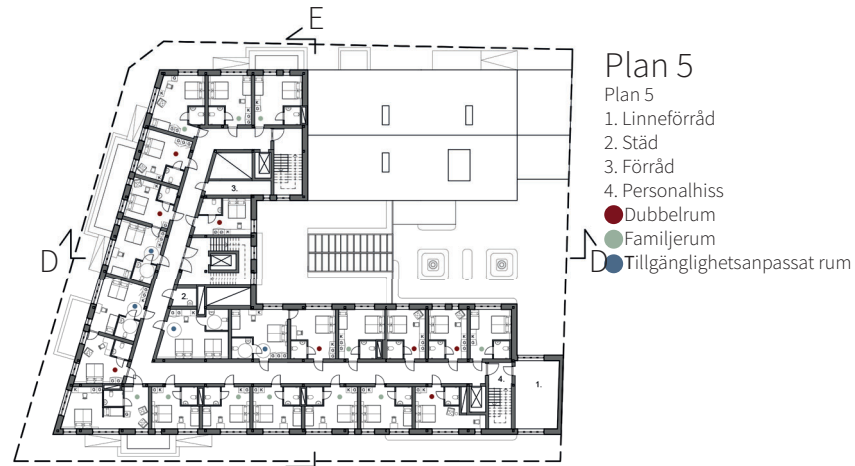 E
Plan 5
Plan 5
1. Linneförråd
2. Städ
3. Förråd
4. Personalhiss
Dubbelrum
Familjerum
Tillgänglighetsanpassat rum
D
D
3.
2.
4.
1.